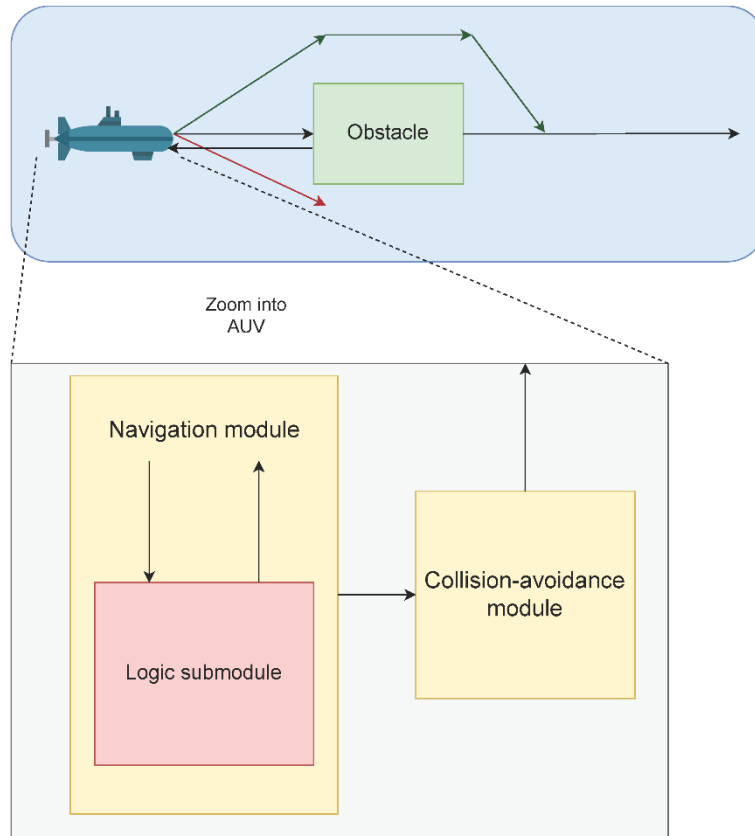 Obstacle
Zoom into
AUV
Navigation module
Logic submodule
Collision-avoidance
module